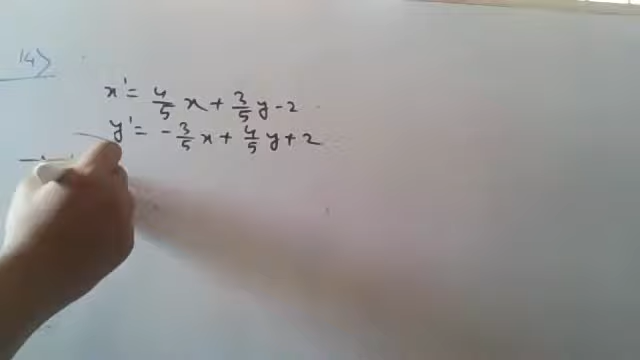 14)
x' = 4/5 x + 3/5 y - 2
y' = - 3/5 x + 4/5 y + 2